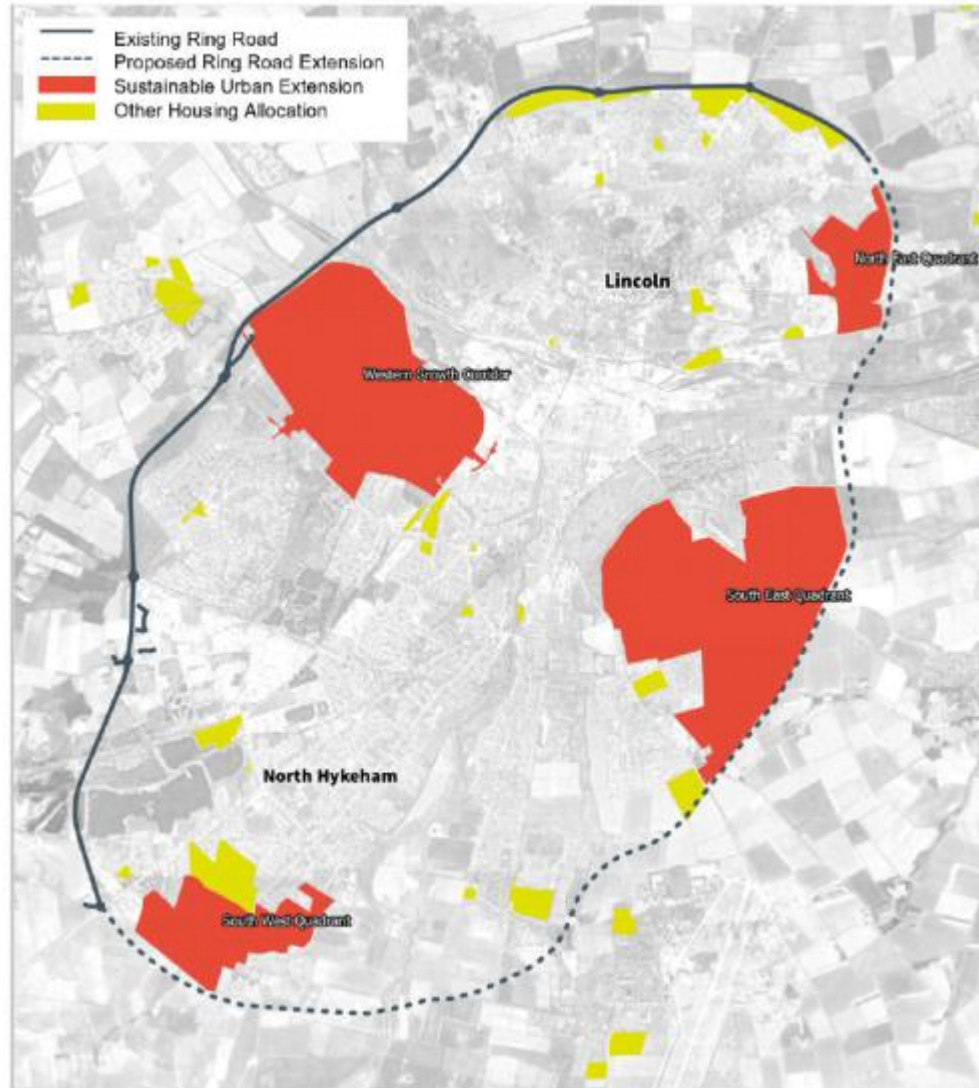 Existing Ring Road
Proposed Ring Road Extension
Sustainable Urban Extension
Other Housing Allocation
North East Quadrant
Lincoln
Western Growth Corridor
South East Quadrant
North Hykeham
South West Quadrant